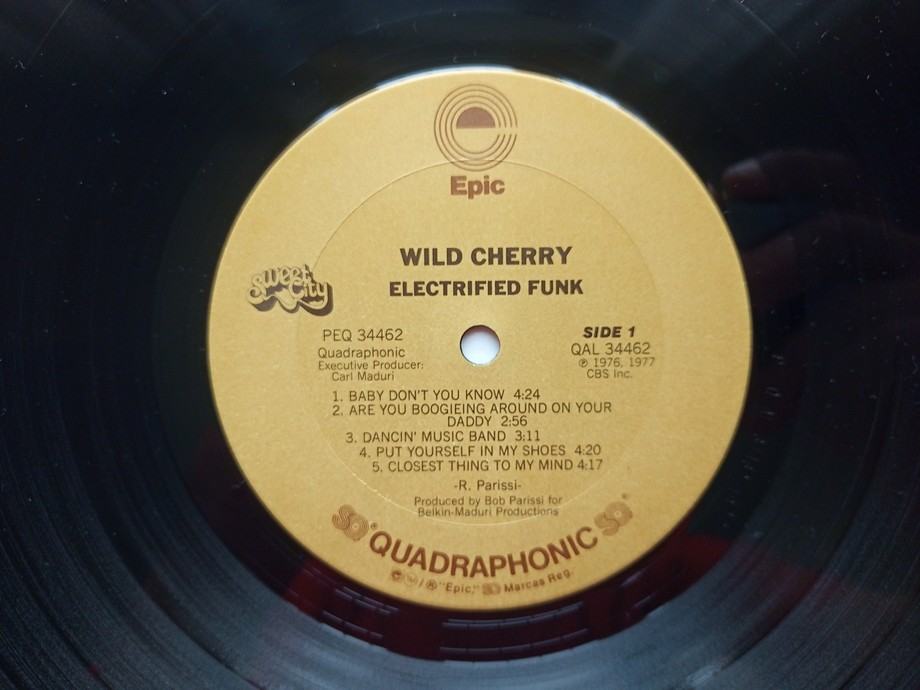 Epic
WILD CHERRY
ELECTRIFIED FUNK
Sweet City
PEQ 34462
Quadraphonic
Executive Producer:
Carl Maduri
SIDE 1
QAL 34462
℗ 1976, 1977
CBS Inc.
1. BABY DON'T YOU KNOW 4:24
2. ARE YOU BOOGIEING AROUND ON YOUR
DADDY 2:56
3. DANCIN' MUSIC BAND 3:11
4. PUT YOURSELF IN MY SHOES 4:20
5. CLOSEST THING TO MY MIND 4:17
-R. Parissi-
Produced by Bob Parissi for
Belkin-Maduri Productions
SQ® QUADRAPHONIC SQ®
"Epic," SQ Marcas Reg.